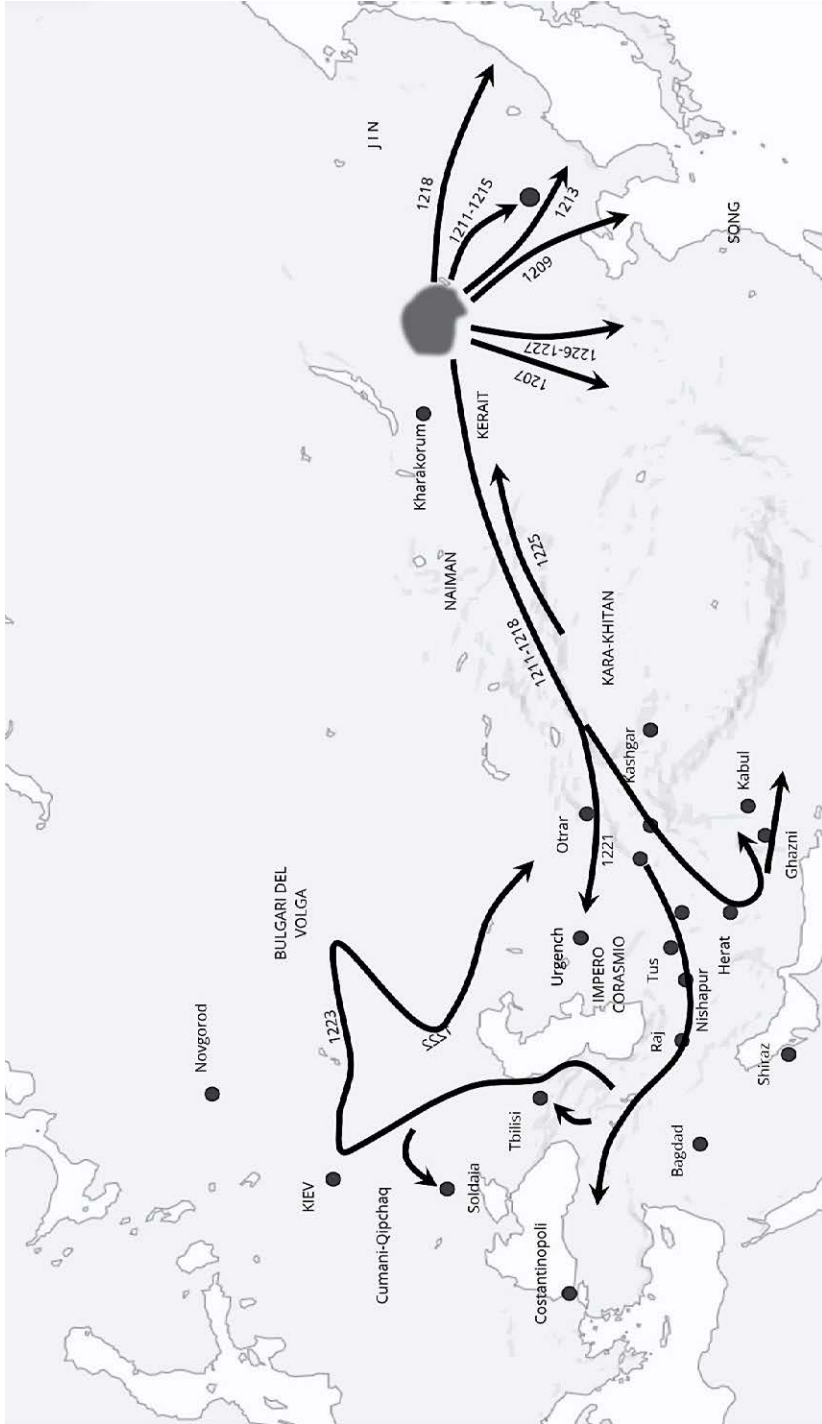 Novgorod
KIEV
Cumani-Qipchaq
Soldaia
Costantinopoli
Tbilisi
Bagdad
Shiraz
1223
BULGARI DEL
VOLGA
Raj
Nishapur
Tus
Herat
IMPERO
CORASMIO
Urgench
Otrar
1221
Ghazni
Kabul
Kashgar
KARA-KHITAN
1211-1218
1225
NAIMAN
Kharakorum
KERAIT
1207
1226-1227
1209
1213
1211-1215
1218
JIN
SONG